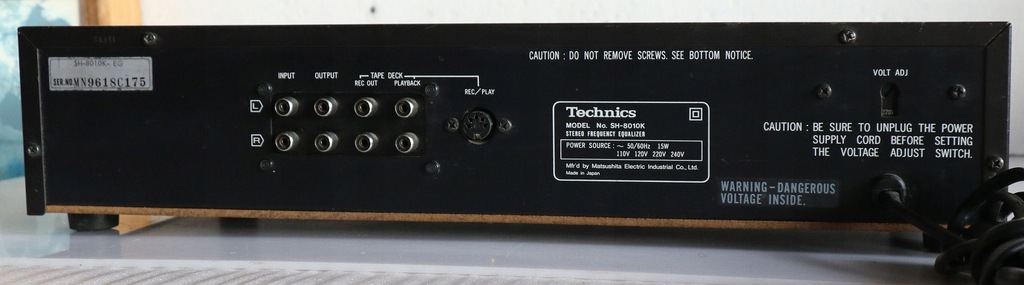 SH-8010K- EG
SER.NO.MN9618C175
INPUT
OUTPUT
TAPE DECK
REC OUT
PLAYBACK
REC/PLAY
L
R
CAUTION : DO NOT REMOVE SCREWS. SEE BOTTOM NOTICE.
Technics
MODEL No. SH-8010K
STEREO FREQUENCY EQUALIZER
POWER SOURCE : ~ 50/60Hz 15W
110V 120V 220V 240V
Mfr'd by Matsushita Electric Industrial Co., Ltd.
Made in Japan
VOLT ADJ
CAUTION : BE SURE TO UNPLUG THE POWER
SUPPLY CORD BEFORE SETTING
THE VOLTAGE ADJUST SWITCH.
WARNING-DANGEROUS
VOLTAGE INSIDE.